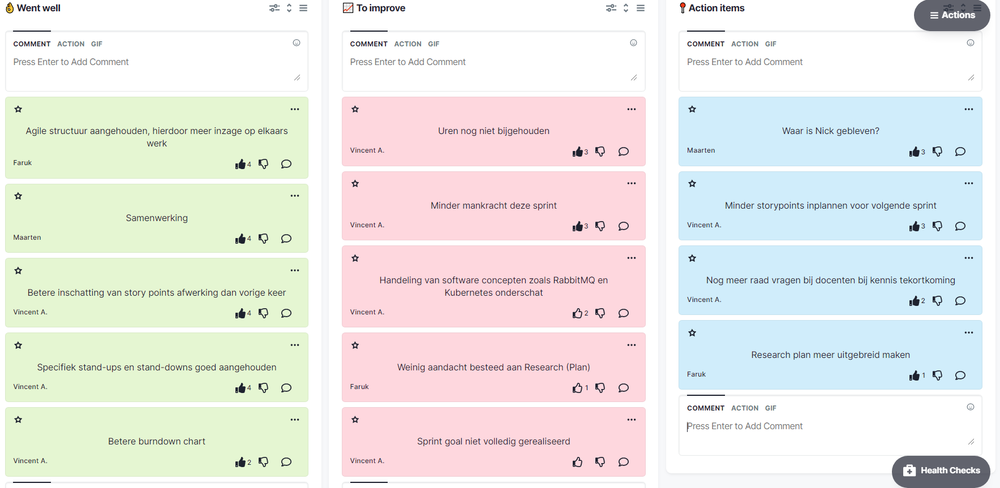 Went well
COMMENT ACTION GIF
Press Enter to Add Comment
Agile structuur aangehouden, hierdoor meer inzage op elkaars
werk
Faruk
4
Samenwerking
Maarten
4
Betere inschatting van story points afwerking dan vorige keer
Vincent A.
4
Specifiek stand-ups en stand-downs goed aangehouden
Vincent A.
4
Betere burndown chart
Vincent A.
2
To improve
COMMENT ACTION GIF
Press Enter to Add Comment
Uren nog niet bijgehouden
Vincent A.
3
Minder mankracht deze sprint
Vincent A.
3
Handeling van software concepten zoals RabbitMQ en
Kubernetes onderschat
Vincent A.
2
Weinig aandacht besteed aan Research (Plan)
Faruk
1
Sprint goal niet volledig gerealiseerd
Vincent A.
Action items
Actions
COMMENT ACTION GIF
Press Enter to Add Comment
Waar is Nick gebleven?
Maarten
3
Minder storypoints inplannen voor volgende sprint
Vincent A.
3
Nog meer raad vragen bij docenten bij kennis tekortkoming
Vincent A.
2
Research plan meer uitgebreid maken
Faruk
1
COMMENT ACTION GIF
Press Enter to Add Comment
Health Checks